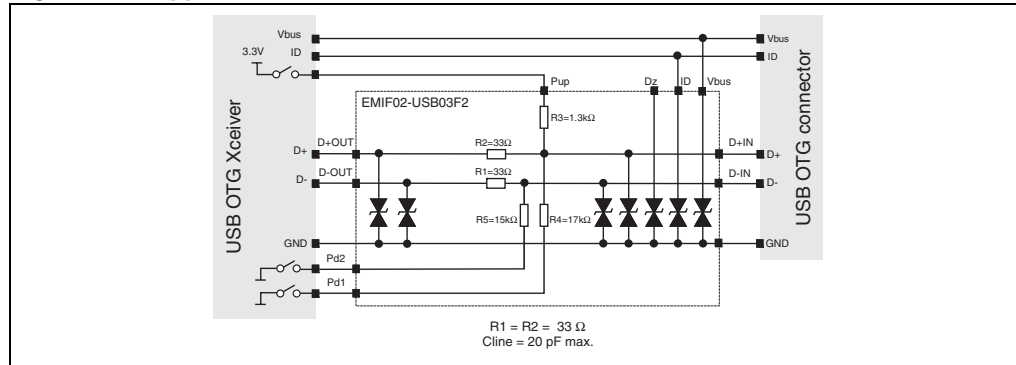 Vbus
3.3V
ID
Vbus
ID
Pup
Dz
ID
Vbus
EMIF02-USB03F2
R3=1.3kΩ
USB OTG Xceiver
D+OUT
R2=33Ω
D+IN
D+
D+
D-OUT
R1=33Ω
D-IN
D-
D-
USB OTG connector
R5=15kΩ
R4=17kΩ
GND
GND
Pd2
Pd1
R1 = R2 = 33 Ω
Cline = 20 pF max.